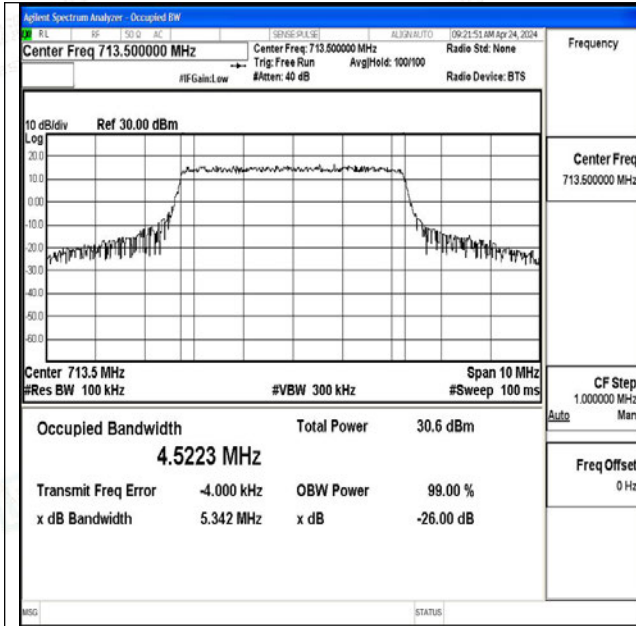 Agilent Spectrum Analyzer - Occupied BW
RL RF 50 Ω AC SENSE:PULSE ALIGNAUTO 09:21:51 AM Apr 24, 2024
Center Freq 713.500000 MHz
Center Freq: 713.500000 MHz
Radio Std: None
Trig: Free Run Avg|Hold: 100/100
#IFGain:Low #Atten: 40 dB Radio Device: BTS
Frequency
10 dB/div Ref 30.00 dBm
Log
20.0
10.0
0.00
-10.0
-20.0
-30.0
-40.0
-50.0
-60.0
Center Freq
713.500000 MHz
Center 713.5 MHz Span 10 MHz
#Res BW 100 kHz #VBW 300 kHz #Sweep 100 ms
CF Step
1.000000 MHz
Auto Man
Occupied Bandwidth Total Power 30.6 dBm
4.5223 MHz
Transmit Freq Error -4.000 kHz OBW Power 99.00 %
x dB Bandwidth 5.342 MHz x dB -26.00 dB
Freq Offset
0 Hz
MSG STATUS